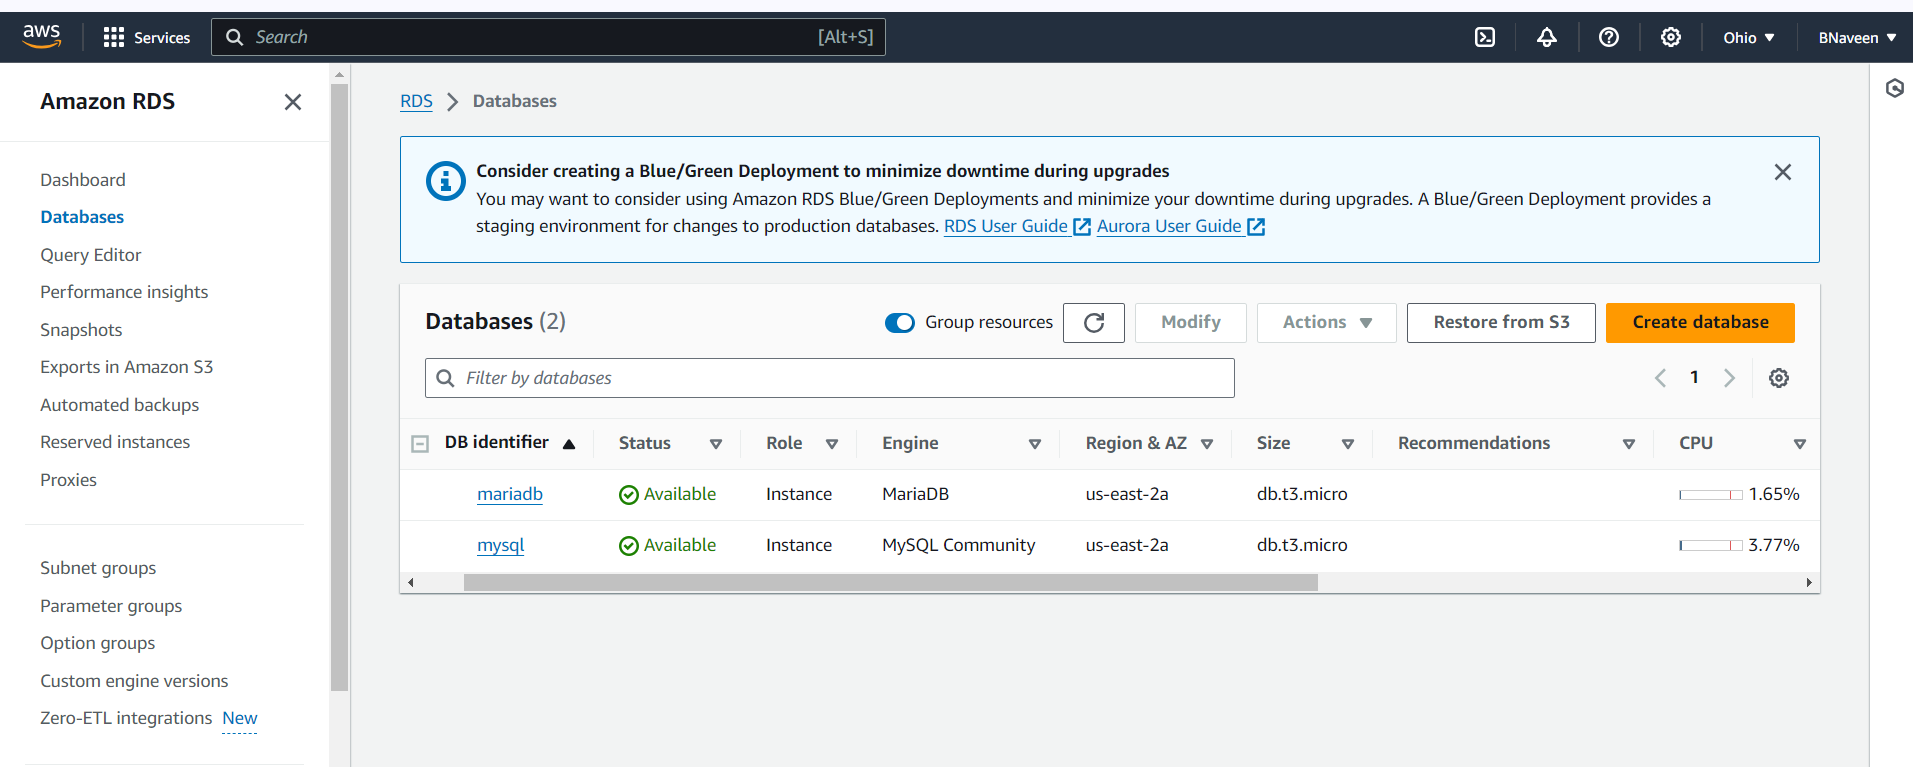 aws
Services
Search [Alt+S]
Ohio
BNaveen
Amazon RDS
Dashboard
Databases
Query Editor
Performance insights
Snapshots
Exports in Amazon S3
Automated backups
Reserved instances
Proxies
Subnet groups
Parameter groups
Option groups
Custom engine versions
Zero-ETL integrations New
RDS > Databases
Consider creating a Blue/Green Deployment to minimize downtime during upgrades
You may want to consider using Amazon RDS Blue/Green Deployments and minimize your downtime during upgrades. A Blue/Green Deployment provides a
staging environment for changes to production databases. RDS User Guide Aurora User Guide
Databases (2)
Group resources
Modify
Actions
Restore from S3
Create database
Filter by databases
1
DB identifier Status Role Engine Region & AZ Size Recommendations CPU
mariadb Available Instance MariaDB us-east-2a db.t3.micro 1.65%
mysql Available Instance MySQL Community us-east-2a db.t3.micro 3.77%